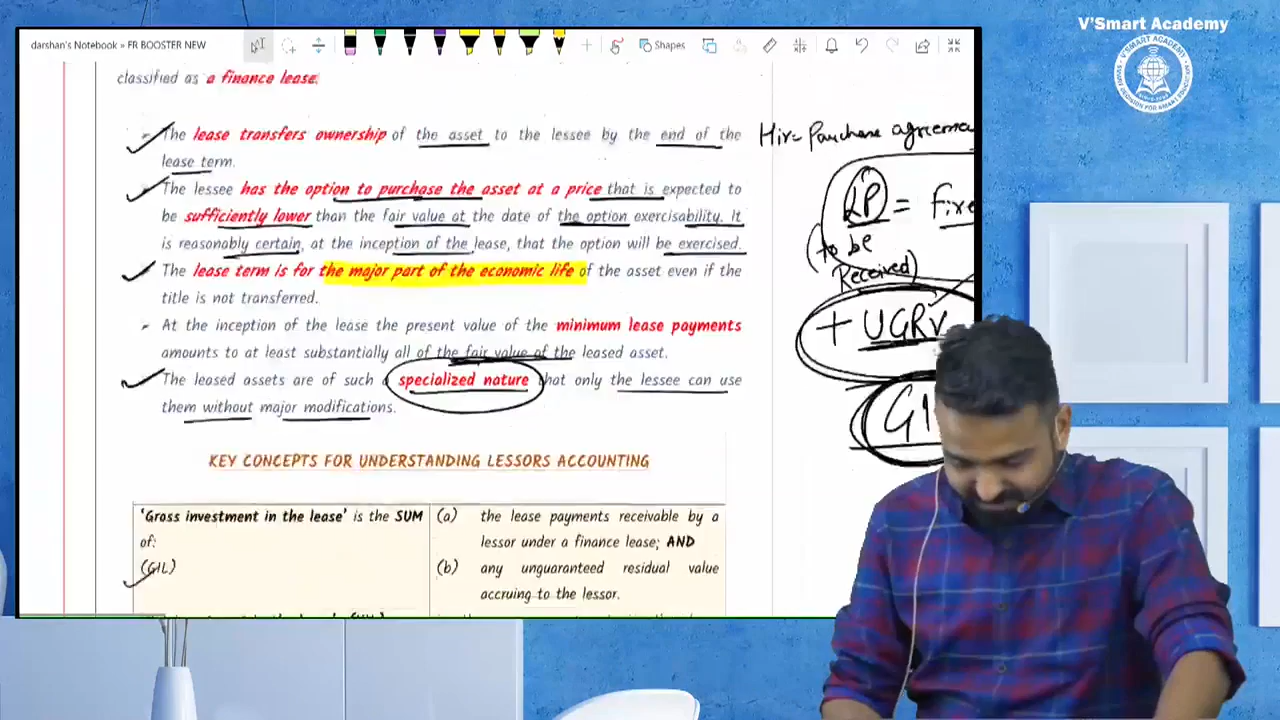 V'Smart Academy
darshan's Notebook » FR BOOSTER NEW
Shapes
classified as a finance lease.
The lease transfers ownership of the asset to the lessee by the end of the
lease term.
The lessee has the option to purchase the asset at a price that is expected to
be sufficiently lower than the fair value at the date of the option exercisability. It
is reasonably certain, at the inception of the lease, that the option will be exercised.
The lease term is for the major part of the economic life of the asset even if the
title is not transferred.
At the inception of the lease the present value of the minimum lease payments
amounts to at least substantially all of the fair value of the leased asset.
The leased assets are of such a specialized nature that only the lessee can use
them without major modifications.
KEY CONCEPTS FOR UNDERSTANDING LESSORS ACCOUNTING
'Gross investment in the lease' is the SUM
of:
(GIL)
(a) the lease payments receivable by a
lessor under a finance lease; AND
(b) any unguaranteed residual value
accruing to the lessor.
LP =
(to be
Received)
+ UGRV